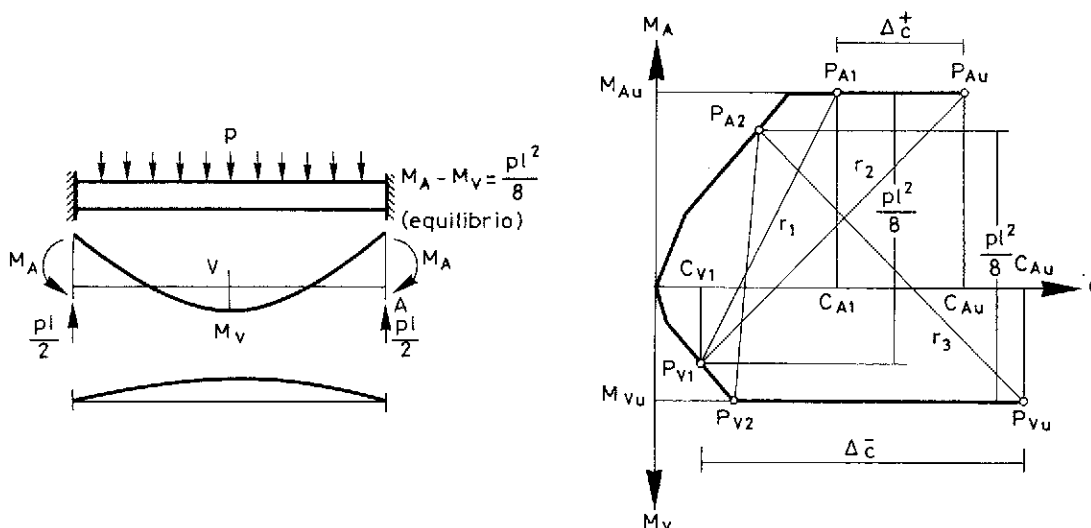 p
M_A - M_V = pl²/8
(equilibrio)
M_A
V
M_A
A
pl/2
M_V
pl/2
M_A
Δc⁺
P_A1
P_Au
M_Au
P_A2
r_2
pl²/8
r_1
pl²/8
C_Au
C_V1
C_A1
C_Au
r_3
P_V1
M_Vu
P_V2
P_Vu
Δc⁻
M_V